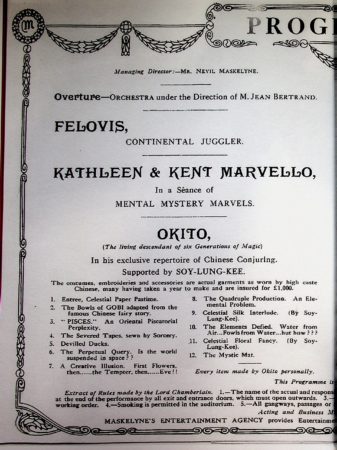 M
PROG
Managing Director:—MR. NEVIL MASKELYNE.
Overture—ORCHESTRA under the Direction of M. JEAN BERTRAND.
FELOVIS,
CONTINENTAL JUGGLER.
KATHLEEN & KENT MARVELLO,
In a Séance of
MENTAL MYSTERY MARVELS.
OKITO,
(The living descendant of six Generations of Magic)
In his exclusive repertoire of Chinese Conjuring.
Supported by SOY-LUNG-KEE.
The costumes, embroideries and accessories are actual garments as worn by high caste
Chinese, many having taken a year to make and are insured for £1,000.
1. Entree, Celestial Paper Pastime.
2. The Bowls of GOBI adapted from the
famous Chinese fairy story.
3. "PISCES." An Oriental Piscatorial
Perplexity.
4. The Severed Tapes, sewn by Sorcery.
5. Devilled Ducks.
6. The Perpetual Query. Is the world
suspended in space?
7. A Creative Illusion. First Flowers,
then.....the Tempter, then.....Eve!!
8. The Quadruple Production. An Ele-
mental Problem.
9. Celestial Silk Interlude. (By Soy-
Lung-Kee).
10. The Elements Defied. Water from
Air...Fowls from Water...but how???
11. Celestial Floral Fancy. (By Soy-
Lung-Kee).
12. The Mystic Mat.
Every item made by Okito personally.
This Programme is
Extract of Rules made by the Lord Chamberlain. 1.—The name of the actual and respons
at the end of the performance by all exit and entrance doors, which must open outwards. 3.—
working order. 4.—Smoking is permitted in the auditorium. 5.—All gangways, passages or
Acting and Business M
MASKELYNE'S ENTERTAINMENT AGENCY provides Entertainme